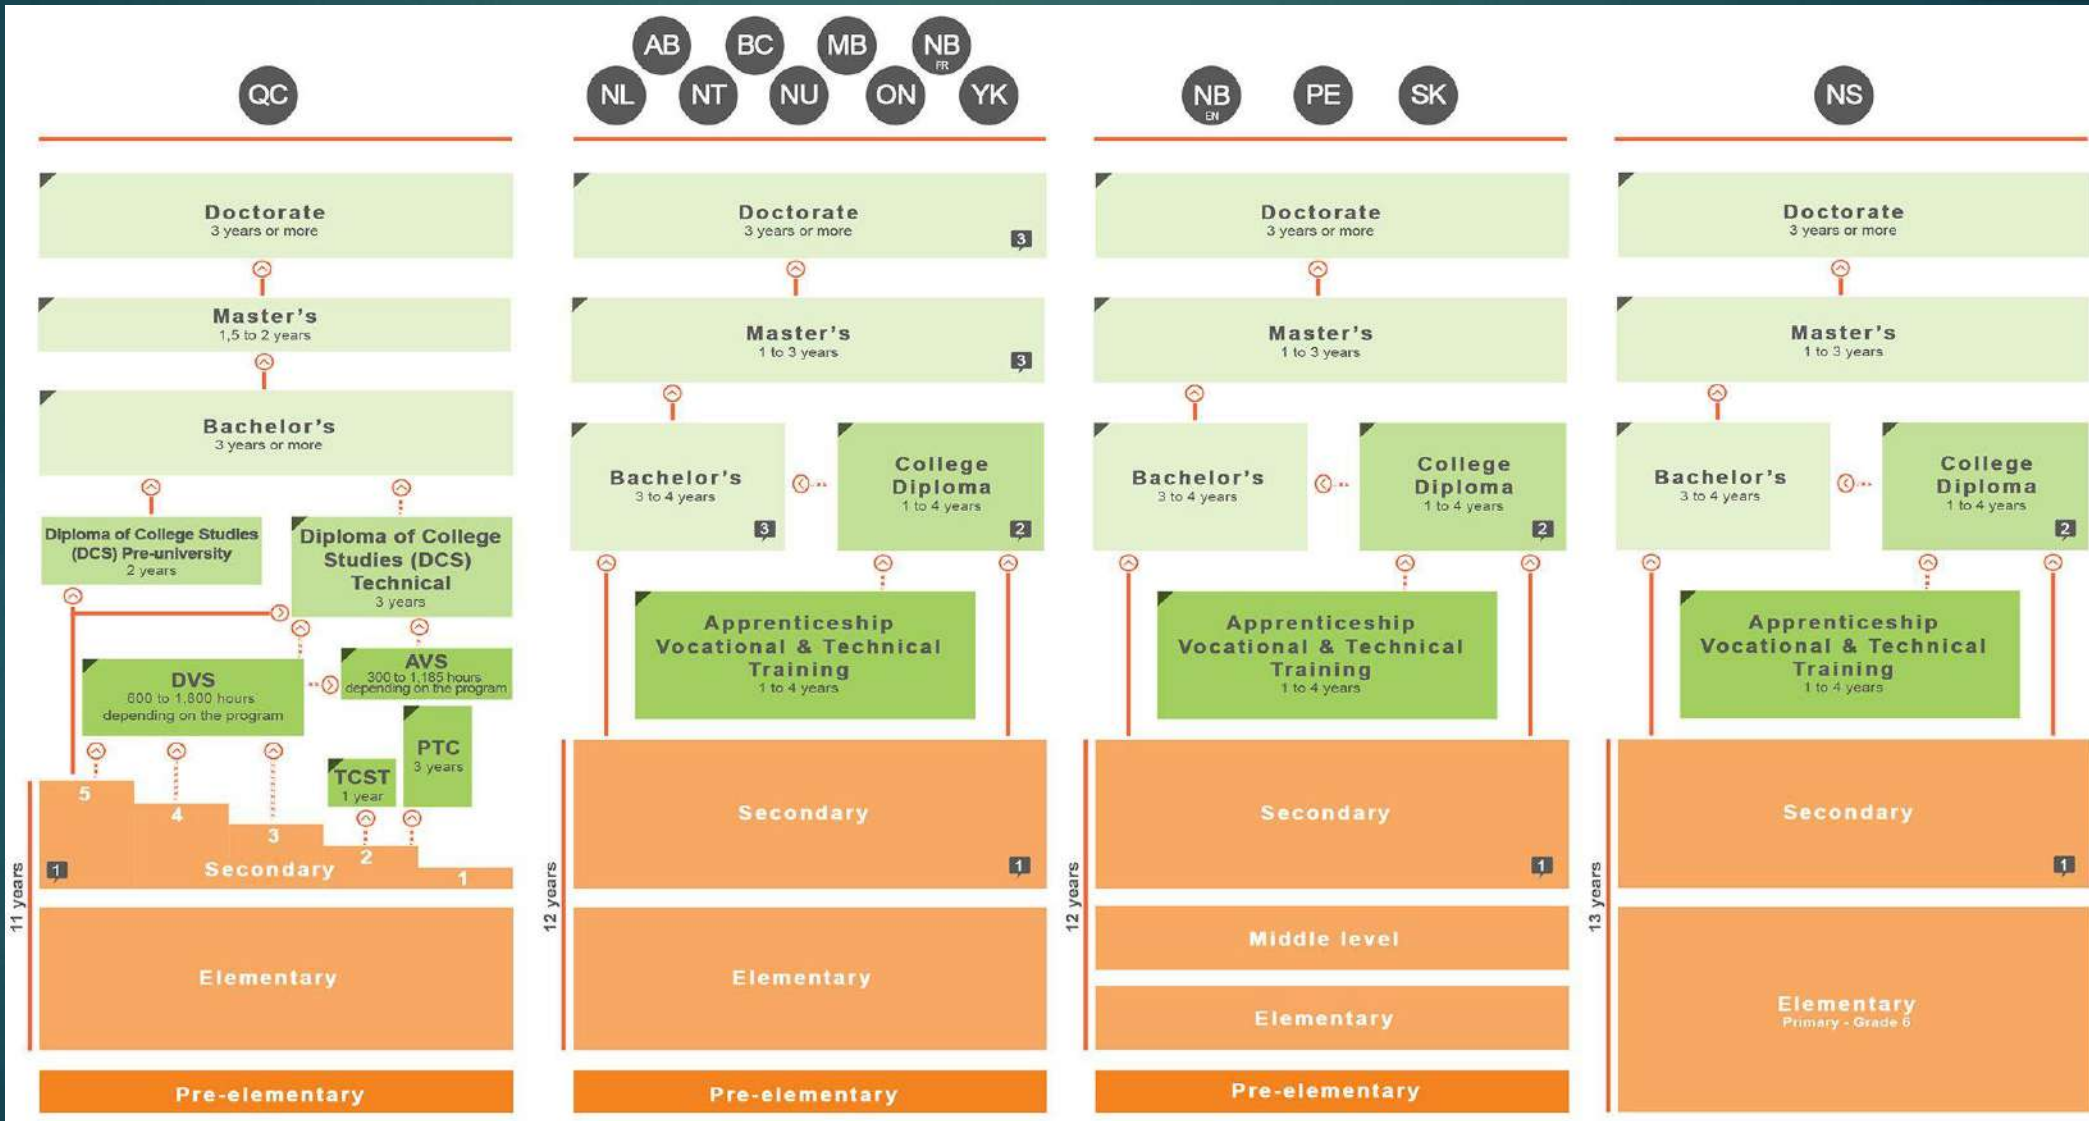 QC
Doctorate
3 years or more
Master's
1,5 to 2 years
Bachelor's
3 years or more
Diploma of College Studies
(DCS) Pre-university
2 years
Diploma of College
Studies (DCS)
Technical
3 years
DVS
600 to 1,800 hours
depending on the program
AVS
300 to 1,185 hours
depending on the program
PTC
3 years
TCST
1 year
5
4
3
2
1
1
Secondary
11 years
Elementary
Pre-elementary
AB
BC
MB
NB
FR
NL
NT
NU
ON
YK
Doctorate
3 years or more
3
Master's
1 to 3 years
3
Bachelor's
3 to 4 years
3
College
Diploma
1 to 4 years
2
Apprenticeship
Vocational & Technical
Training
1 to 4 years
Secondary
1
12 years
Elementary
Pre-elementary
NB
EN
PE
SK
Doctorate
3 years or more
Master's
1 to 3 years
Bachelor's
3 to 4 years
College
Diploma
1 to 4 years
2
Apprenticeship
Vocational & Technical
Training
1 to 4 years
Secondary
1
12 years
Middle level
Elementary
Pre-elementary
NS
Doctorate
3 years or more
Master's
1 to 3 years
Bachelor's
3 to 4 years
College
Diploma
1 to 4 years
2
Apprenticeship
Vocational & Technical
Training
1 to 4 years
Secondary
1
13 years
Elementary
Primary - Grade 6